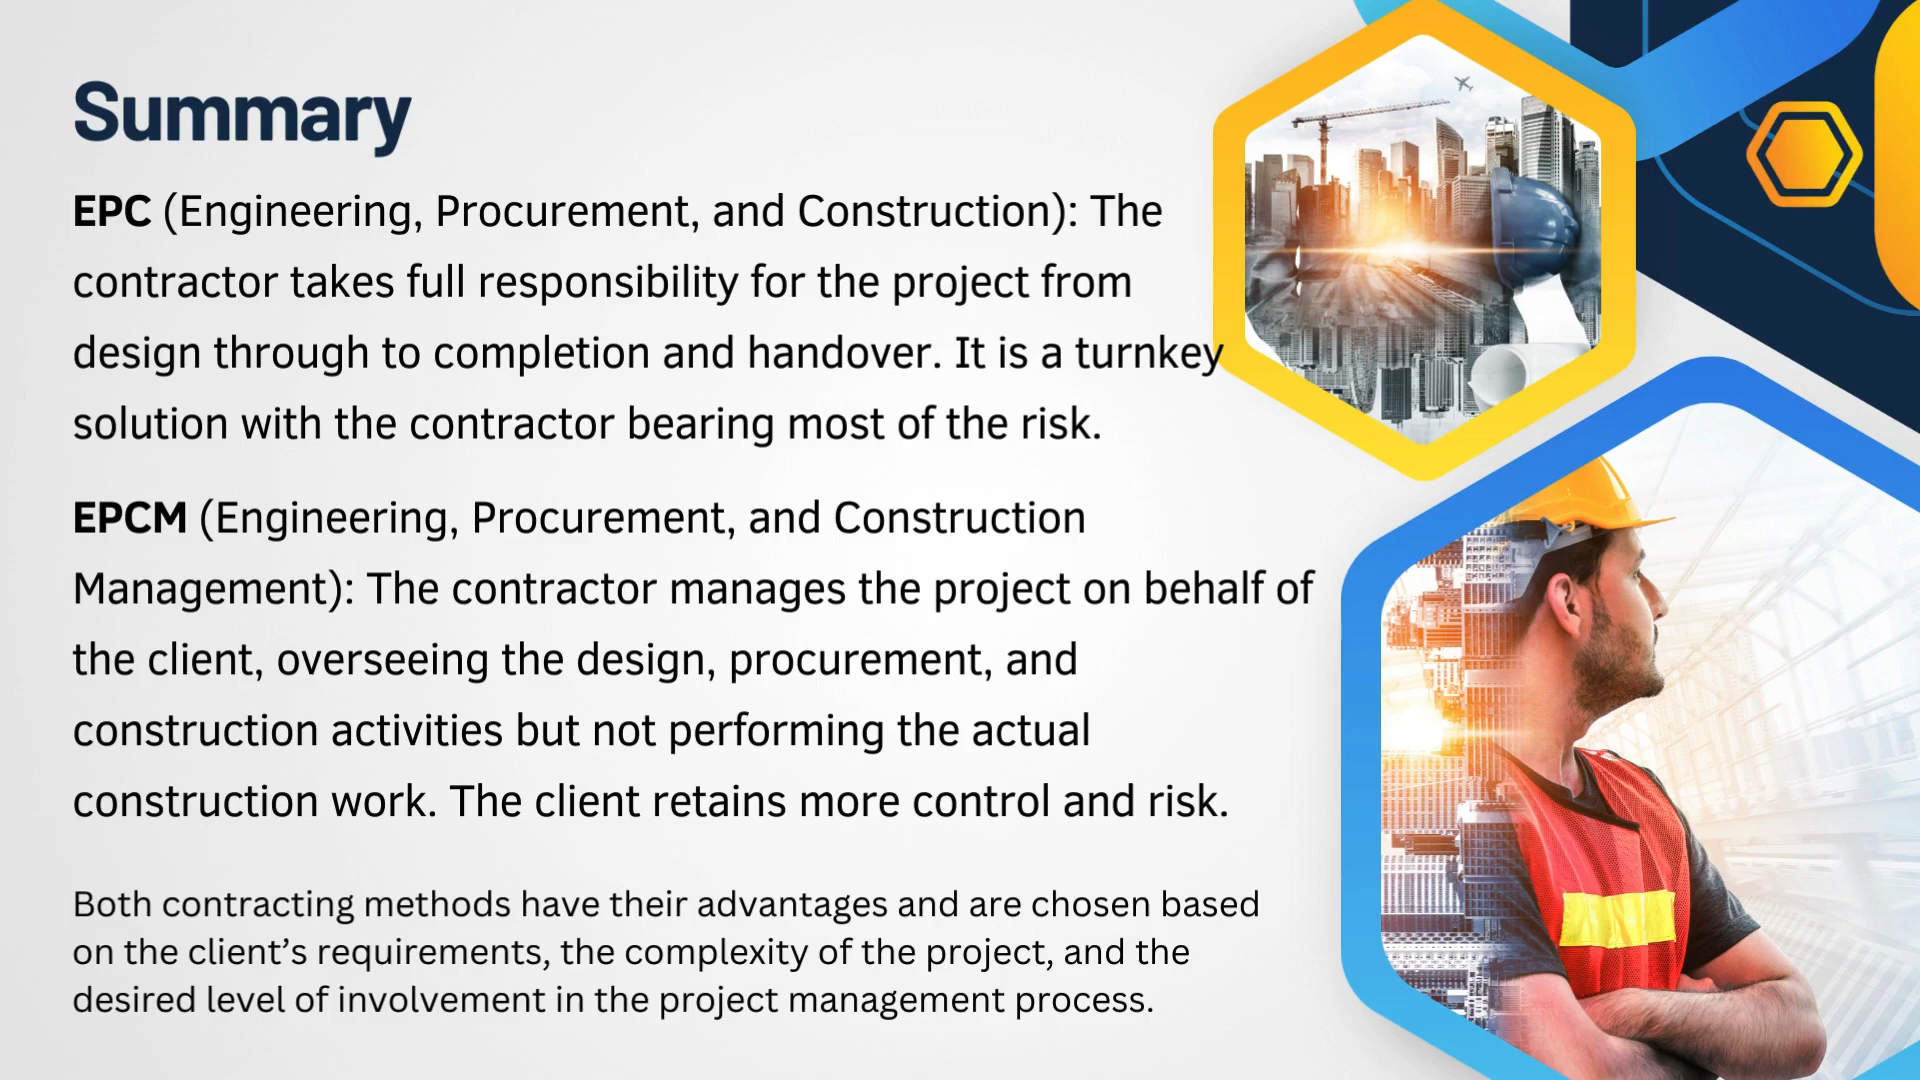 Summary
EPC (Engineering, Procurement, and Construction): The
contractor takes full responsibility for the project from
design through to completion and handover. It is a turnkey
solution with the contractor bearing most of the risk.
EPCM (Engineering, Procurement, and Construction
Management): The contractor manages the project on behalf of
the client, overseeing the design, procurement, and
construction activities but not performing the actual
construction work. The client retains more control and risk.
Both contracting methods have their advantages and are chosen based
on the client’s requirements, the complexity of the project, and the
desired level of involvement in the project management process.